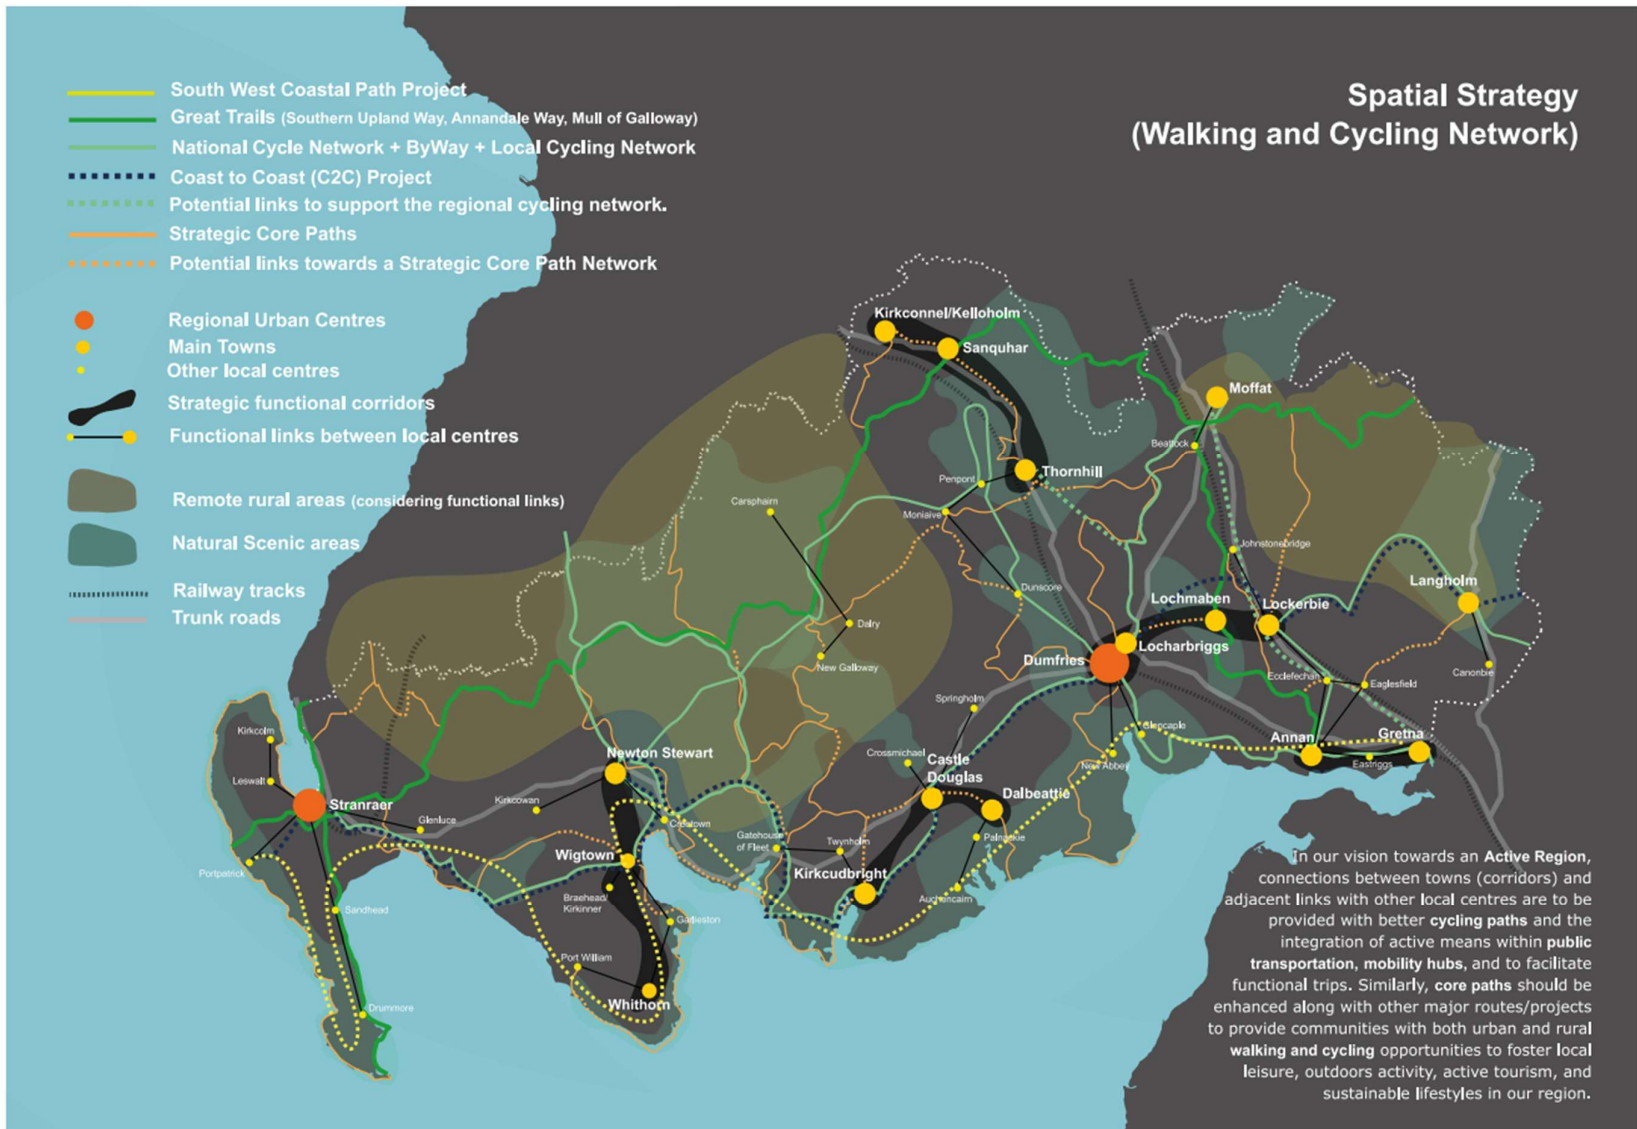 Spatial Strategy
(Walking and Cycling Network)
South West Coastal Path Project
Great Trails (Southern Upland Way, Annandale Way, Mull of Galloway)
National Cycle Network + ByWay + Local Cycling Network
Coast to Coast (C2C) Project
Potential links to support the regional cycling network.
Strategic Core Paths
Potential links towards a Strategic Core Path Network
Regional Urban Centres
Main Towns
Other local centres
Strategic functional corridors
Functional links between local centres
Remote rural areas (considering functional links)
Natural Scenic areas
Railway tracks
Trunk roads
Kirkconnel/Kelloholm
Sanquhar
Moffat
Beattock
Thornhill
Penpont
Carsphairn
Moniaive
Johnstonebridge
Langholm
Dunscore
Lochmaben
Lockerbie
Dalry
Locharbriggs
Dumfries
New Galloway
Canonbie
Ecclefechan
Eaglesfield
Springholm
Glencaple
Kirkcolm
Annan
Gretna
Newton Stewart
Crossmichael
Castle
Douglas
New Abbey
Eastriggs
Leswalt
Dalbeattie
Stranraer
Kirkcowan
Glenluce
Creetown
Gatehouse
of Fleet
Twynholm
Palnackie
Wigtown
Portpatrick
Kirkcudbright
Braehead/
Kirkinner
Auchencairn
Sandhead
Garlieston
Port William
Whithorn
Drummore
In our vision towards an Active Region,
connections between towns (corridors) and
adjacent links with other local centres are to be
provided with better cycling paths and the
integration of active means within public
transportation, mobility hubs, and to facilitate
functional trips. Similarly, core paths should be
enhanced along with other major routes/projects
to provide communities with both urban and rural
walking and cycling opportunities to foster local
leisure, outdoors activity, active tourism, and
sustainable lifestyles in our region.